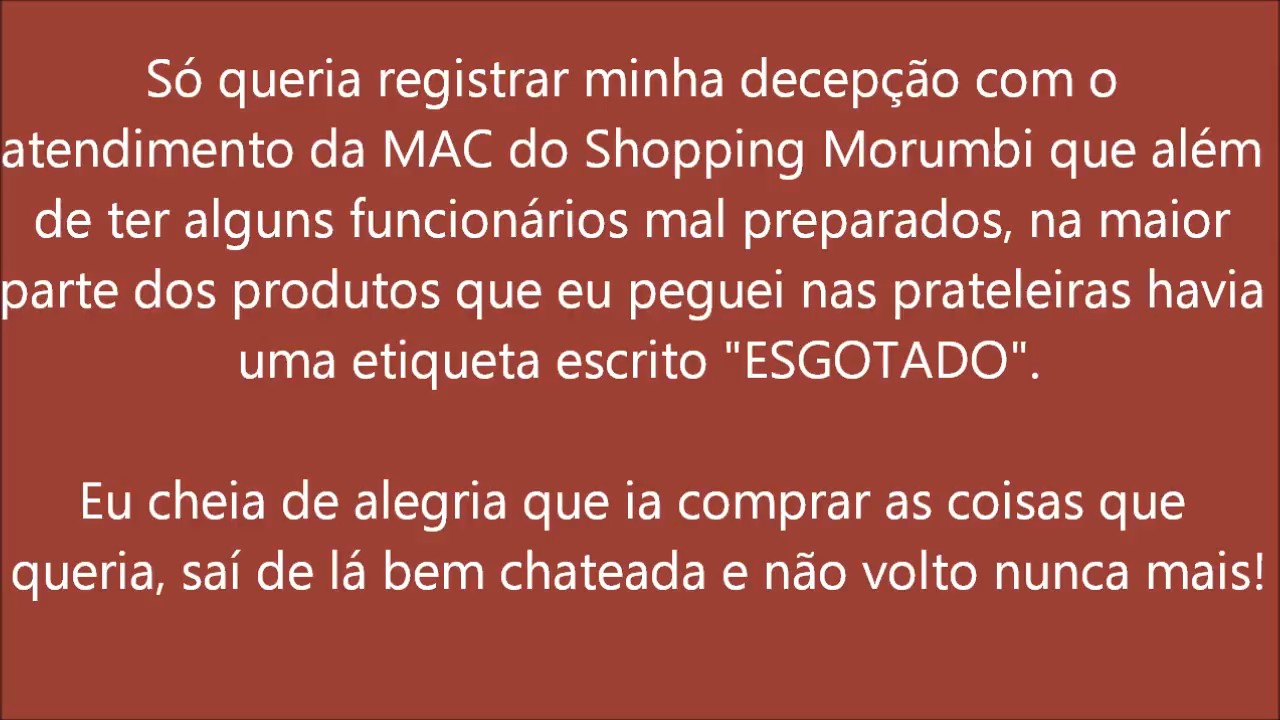 Só queria registrar minha decepção com o
atendimento da MAC do Shopping Morumbi que além
de ter alguns funcionários mal preparados, na maior
parte dos produtos que eu peguei nas prateleiras havia
uma etiqueta escrito "ESGOTADO".
Eu cheia de alegria que ia comprar as coisas que
queria, saí de lá bem chateada e não volto nunca mais!